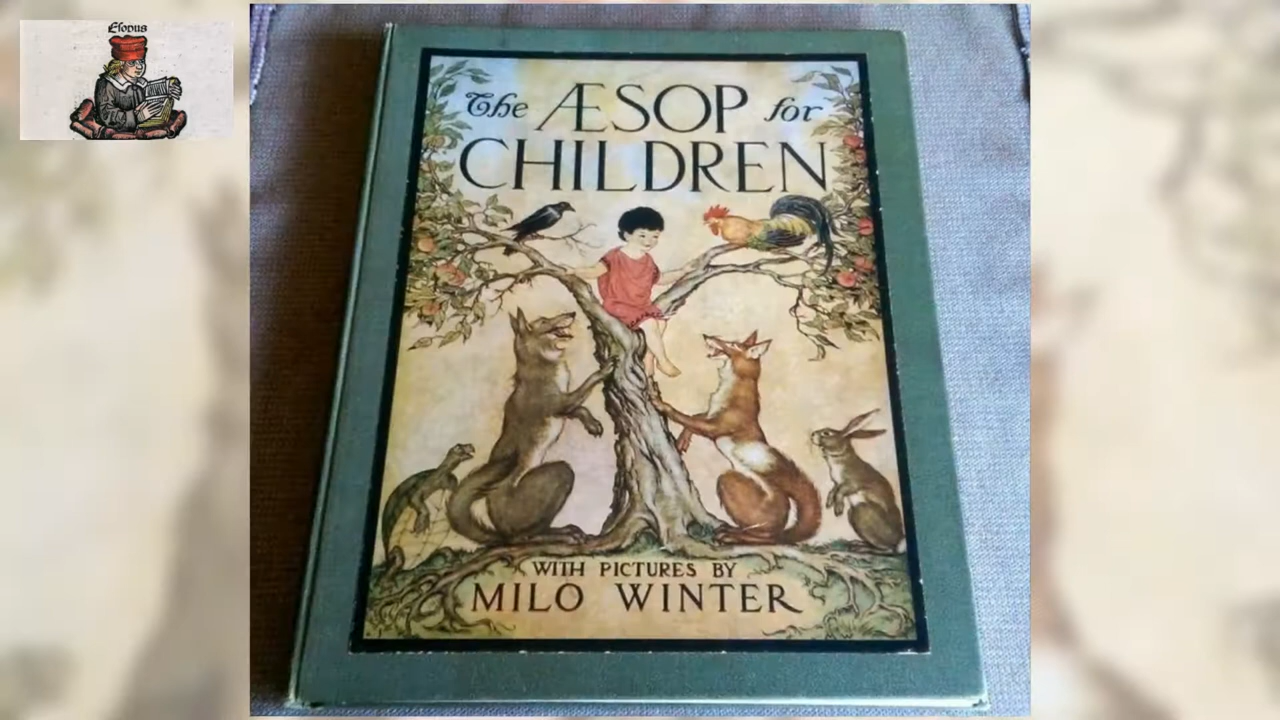 Esopus
The ÆSOP for
CHILDREN
WITH PICTURES BY
MILO WINTER